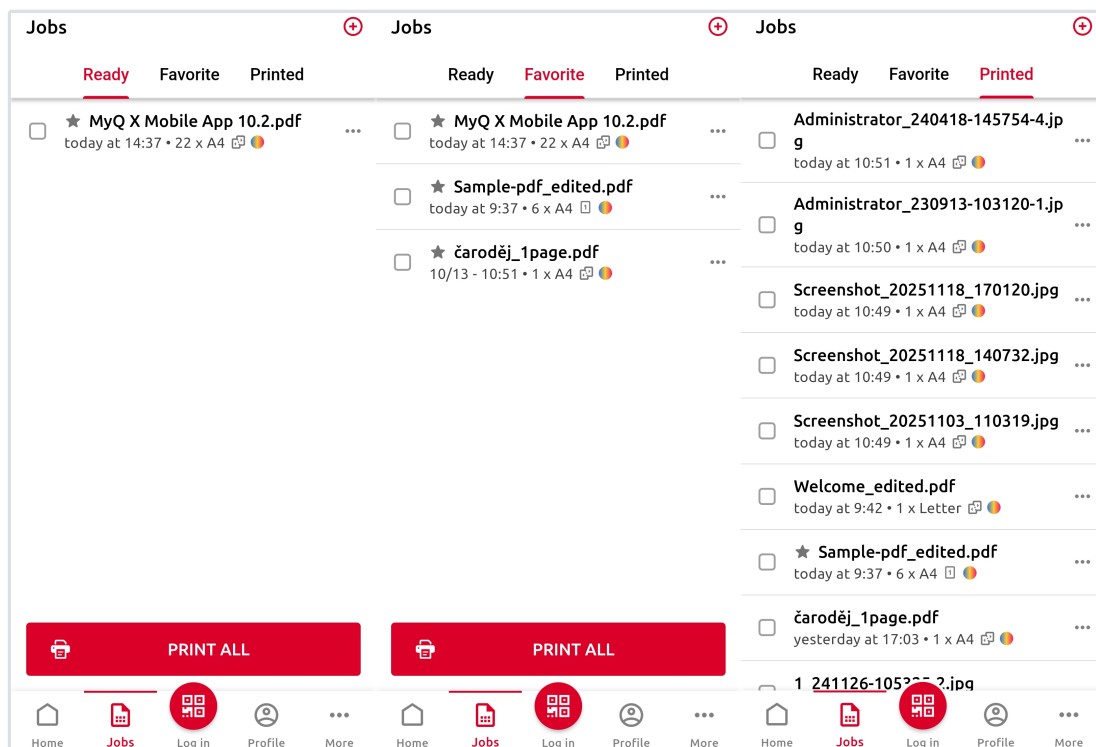 Jobs
Ready Favorite Printed
MyQ X Mobile App 10.2.pdf
today at 14:37 • 22 x A4
PRINT ALL
Home Jobs Log in Profile More
Jobs
Ready Favorite Printed
MyQ X Mobile App 10.2.pdf
today at 14:37 • 22 x A4
Sample-pdf_edited.pdf
today at 9:37 • 6 x A4 1
čaroděj_1page.pdf
10/13 - 10:51 • 1 x A4
PRINT ALL
Home Jobs Log in Profile More
Jobs
Ready Favorite Printed
Administrator_240418-145754-4.jp
g
today at 10:51 • 1 x A4
Administrator_230913-103120-1.jp
g
today at 10:50 • 1 x A4
Screenshot_20251118_170120.jpg
today at 10:49 • 1 x A4
Screenshot_20251118_140732.jpg
today at 10:49 • 1 x A4
Screenshot_20251103_110319.jpg
today at 10:49 • 1 x A4
Welcome_edited.pdf
today at 9:42 • 1 x Letter
Sample-pdf_edited.pdf
today at 9:37 • 6 x A4 1
čaroděj_1page.pdf
yesterday at 17:03 • 1 x A4
Home Jobs Log in Profile More